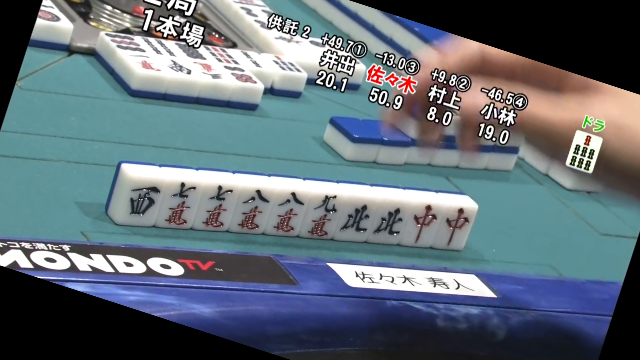 1本場
供託 2
+49.7① -13.0③ +9.8② -46.5④
井出 佐々木 村上 小林
20.1 50.9 8.0 19.0
ドラ
西 七萬 七萬 八萬 八萬 九萬 北 北 中 中
MONDO TV
佐々木 寿人